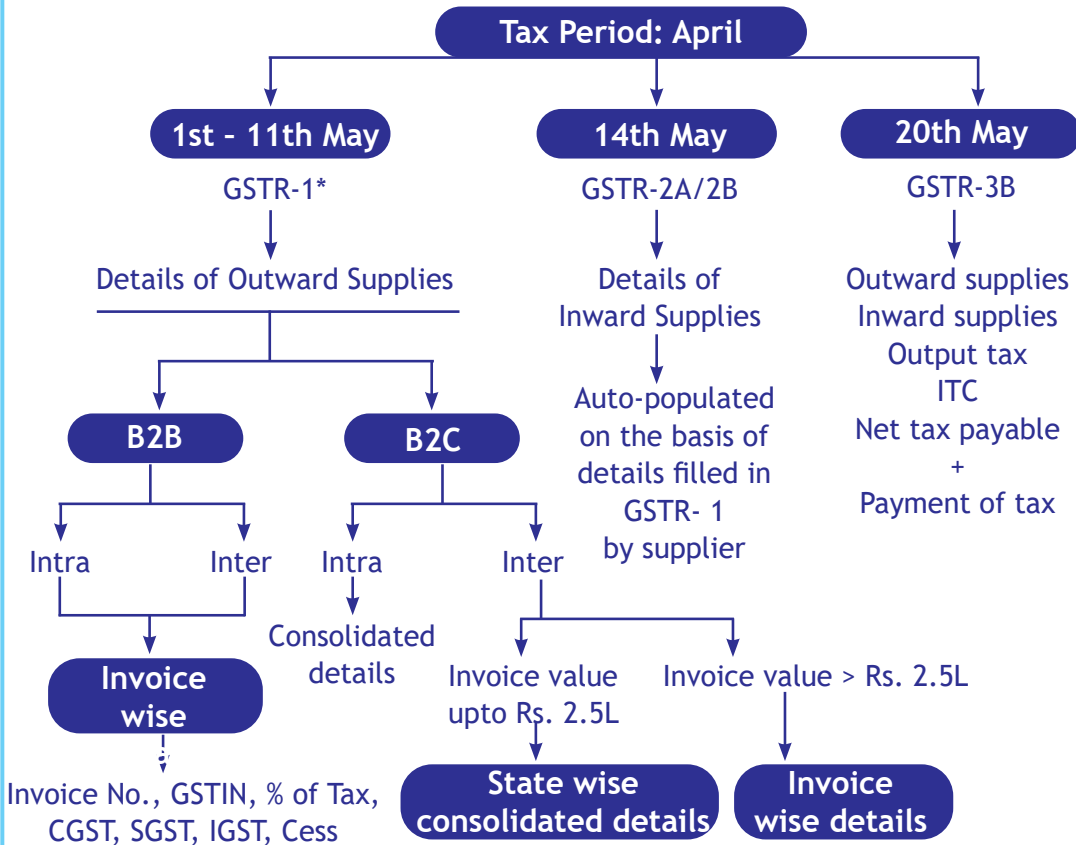 Tax Period: April
1st – 11th May
14th May
20th May
GSTR-1*
GSTR-2A/2B
GSTR-3B
Details of Outward Supplies
Details of
Inward Supplies
Outward supplies
Inward supplies
Output tax
ITC
Net tax payable
+
Payment of tax
Auto-populated
on the basis of
details filled in
GSTR- 1
by supplier
B2B
B2C
Intra
Inter
Intra
Inter
Consolidated
details
Invoice
wise
Invoice value
upto Rs. 2.5L
Invoice value > Rs. 2.5L
Invoice No., GSTIN, % of Tax,
CGST, SGST, IGST, Cess
State wise
consolidated details
Invoice
wise details